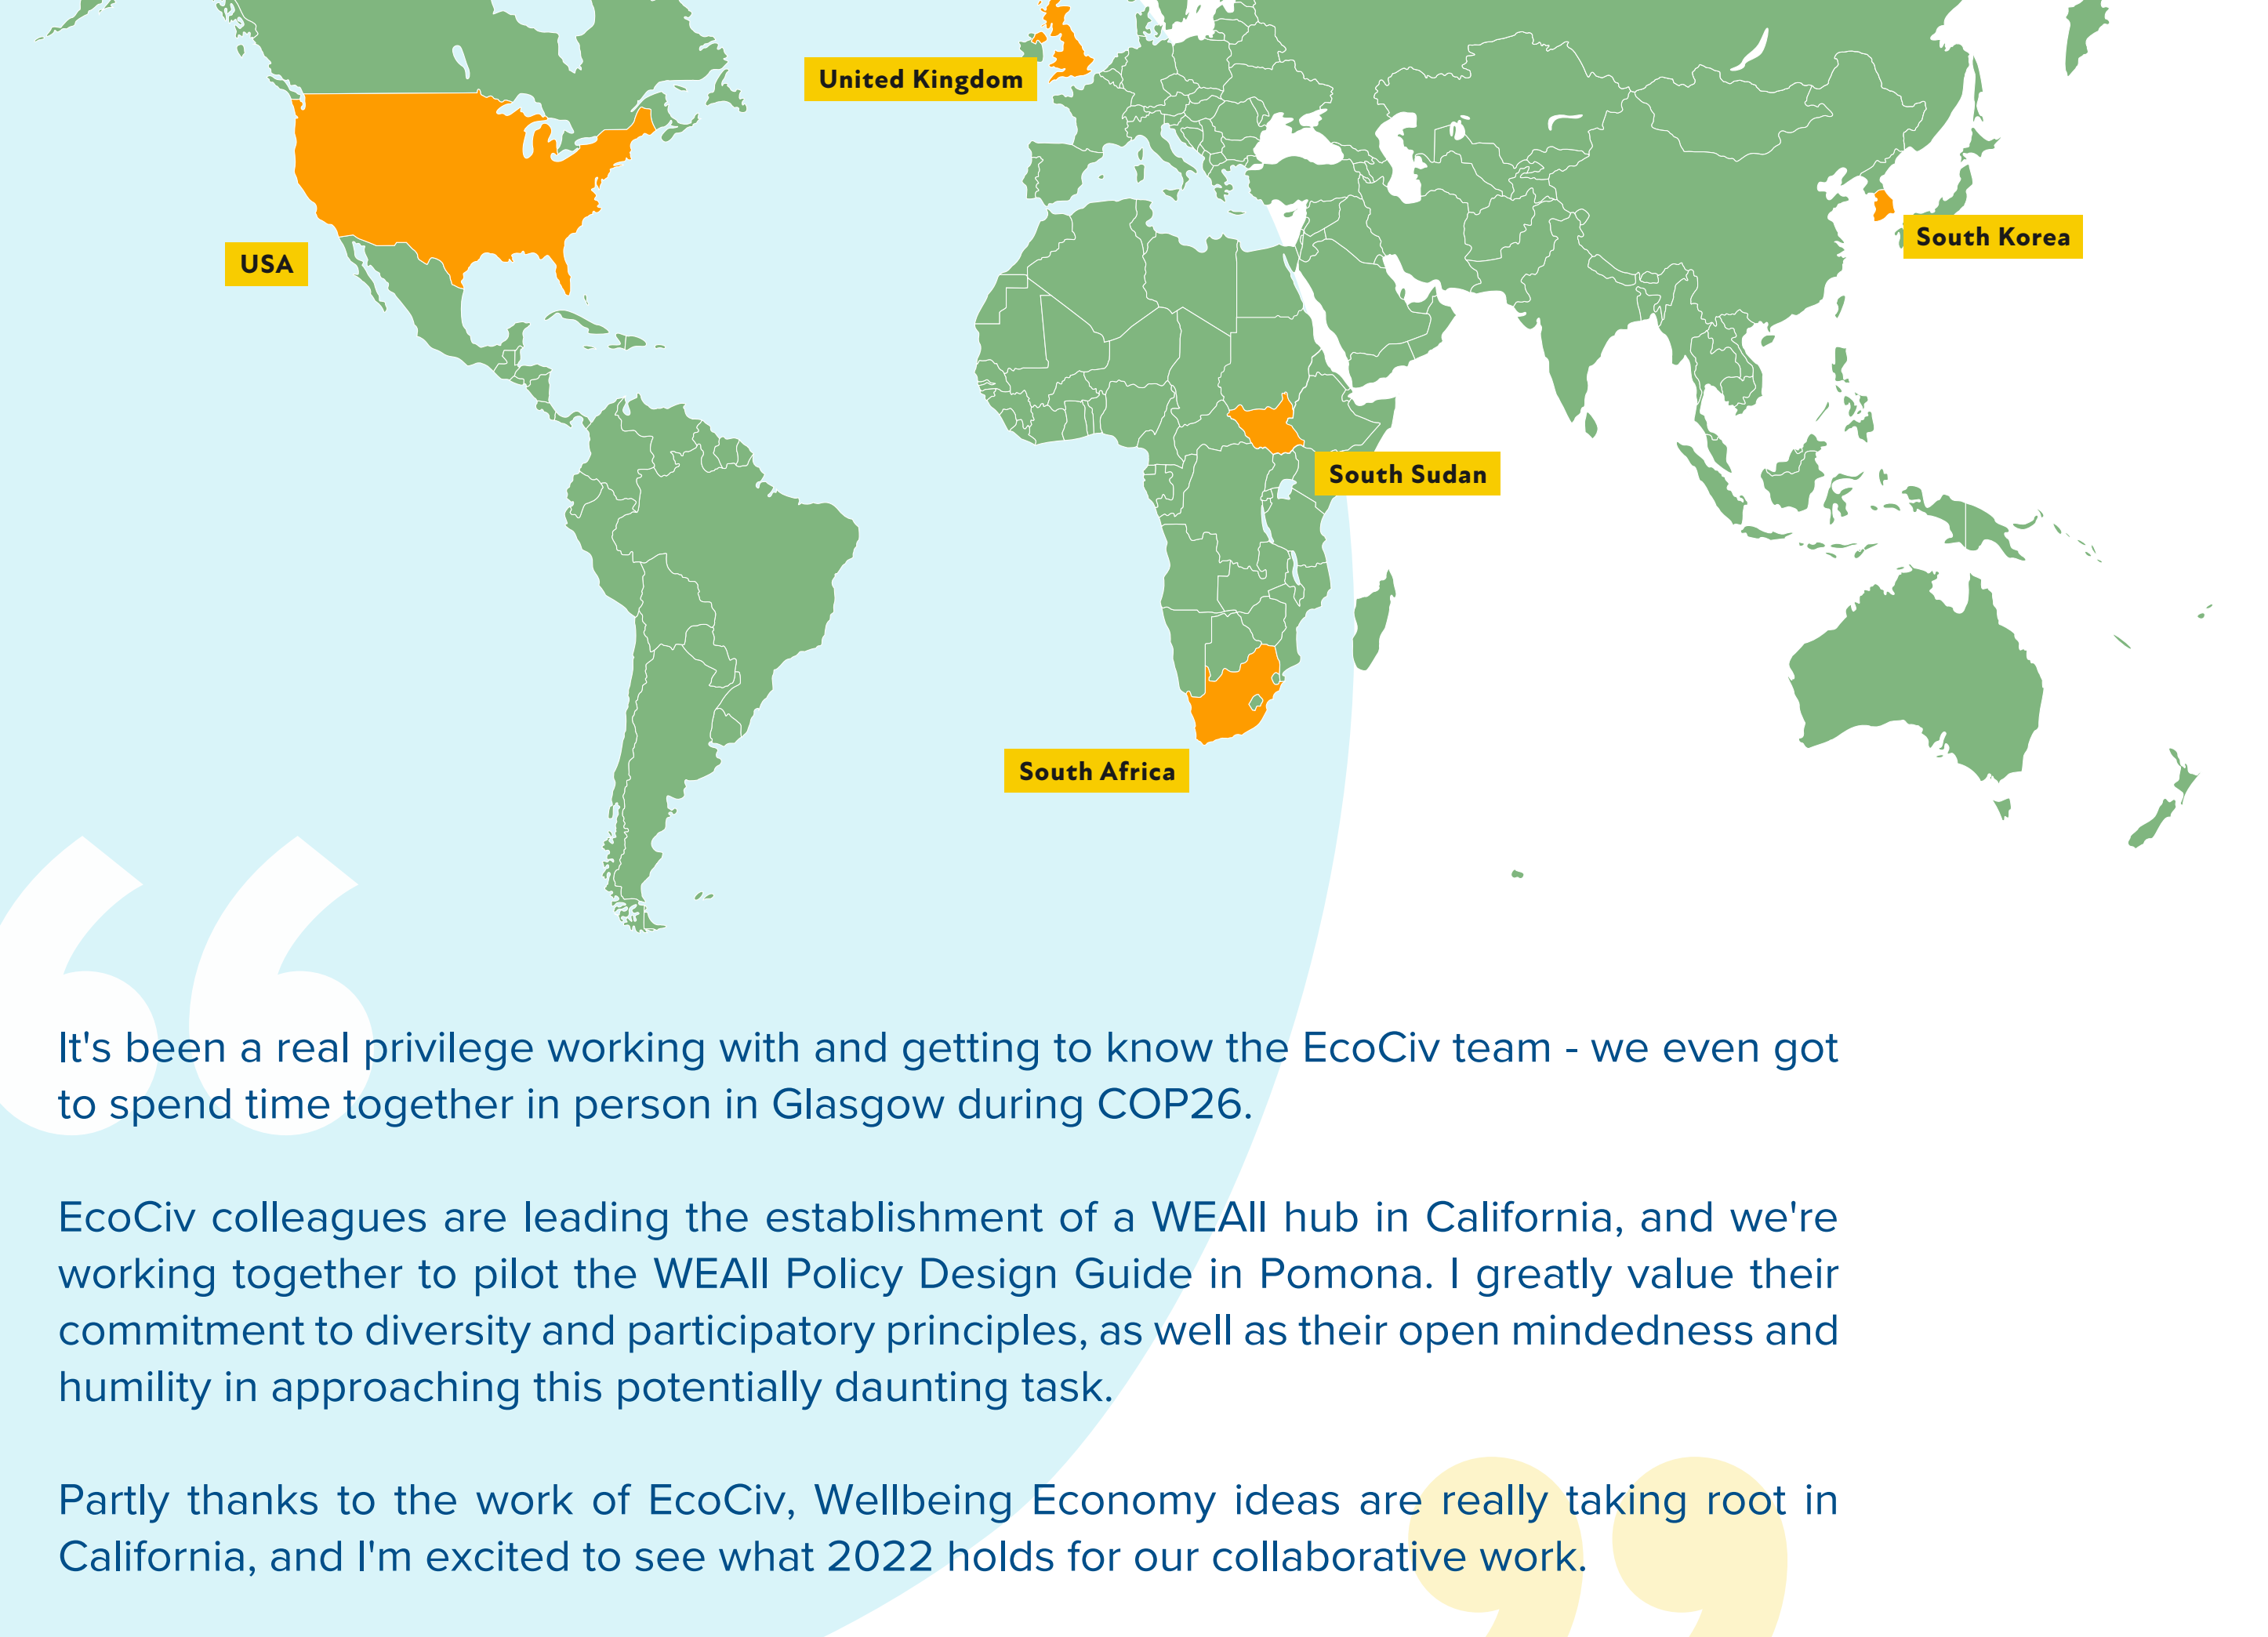 United Kingdom
USA
South Korea
South Sudan
South Africa
It's been a real privilege working with and getting to know the EcoCiv team - we even got
to spend time together in person in Glasgow during COP26.
EcoCiv colleagues are leading the establishment of a WEAll hub in California, and we're
working together to pilot the WEAll Policy Design Guide in Pomona. I greatly value their
commitment to diversity and participatory principles, as well as their open mindedness and
humility in approaching this potentially daunting task.
Partly thanks to the work of EcoCiv, Wellbeing Economy ideas are really taking root in
California, and I'm excited to see what 2022 holds for our collaborative work.